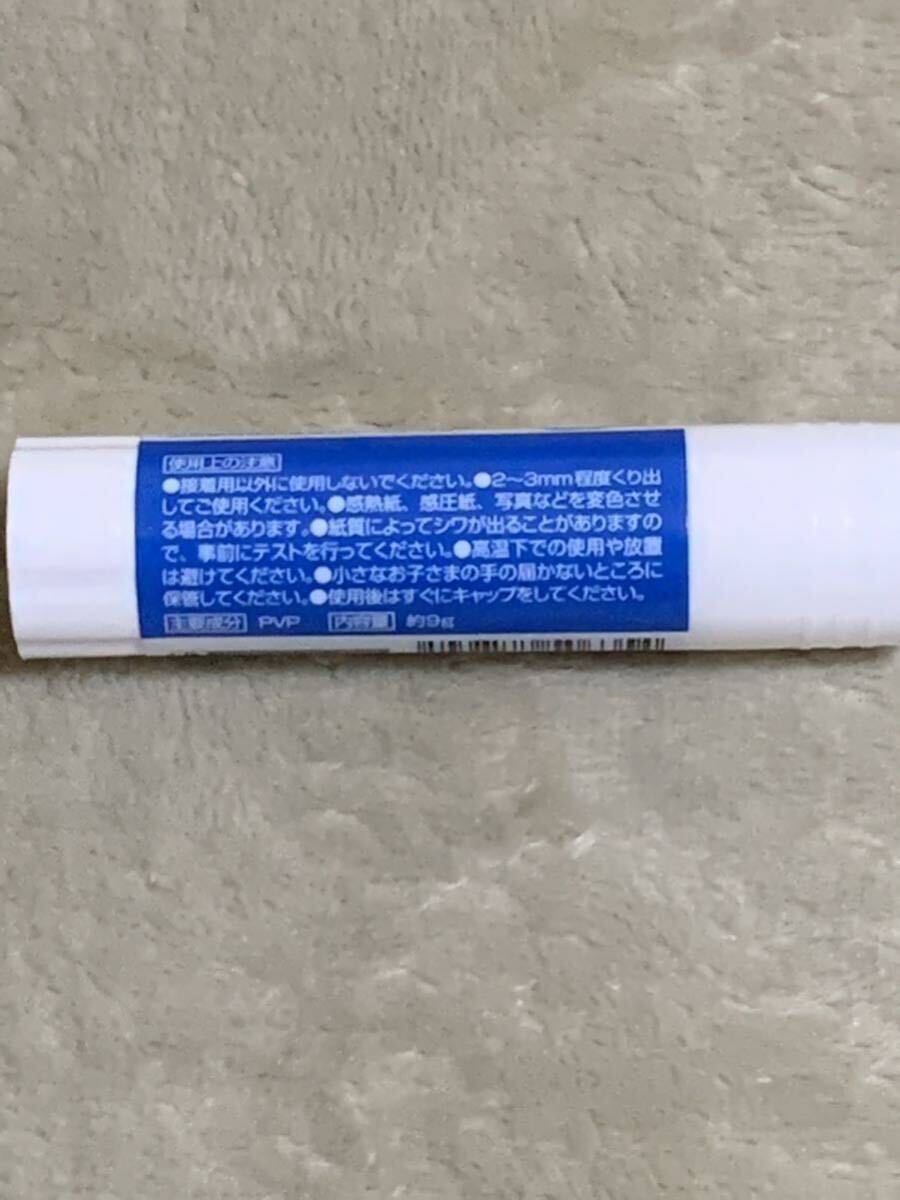 使用上の注意
●接着用以外に使用しないでください。●2～3mm程度くり出
してご使用ください。●感熱紙、感圧紙、写真などを変色させ
る場合があります。●紙質によってシワが出ることがありますの
で、事前にテストを行ってください。●高温下での使用や放置
は避けてください。●小さなお子さまの手の届かないところに
保管してください。●使用後はすぐにキャップをしてください。
主要成分 PVP 内容量 約9g